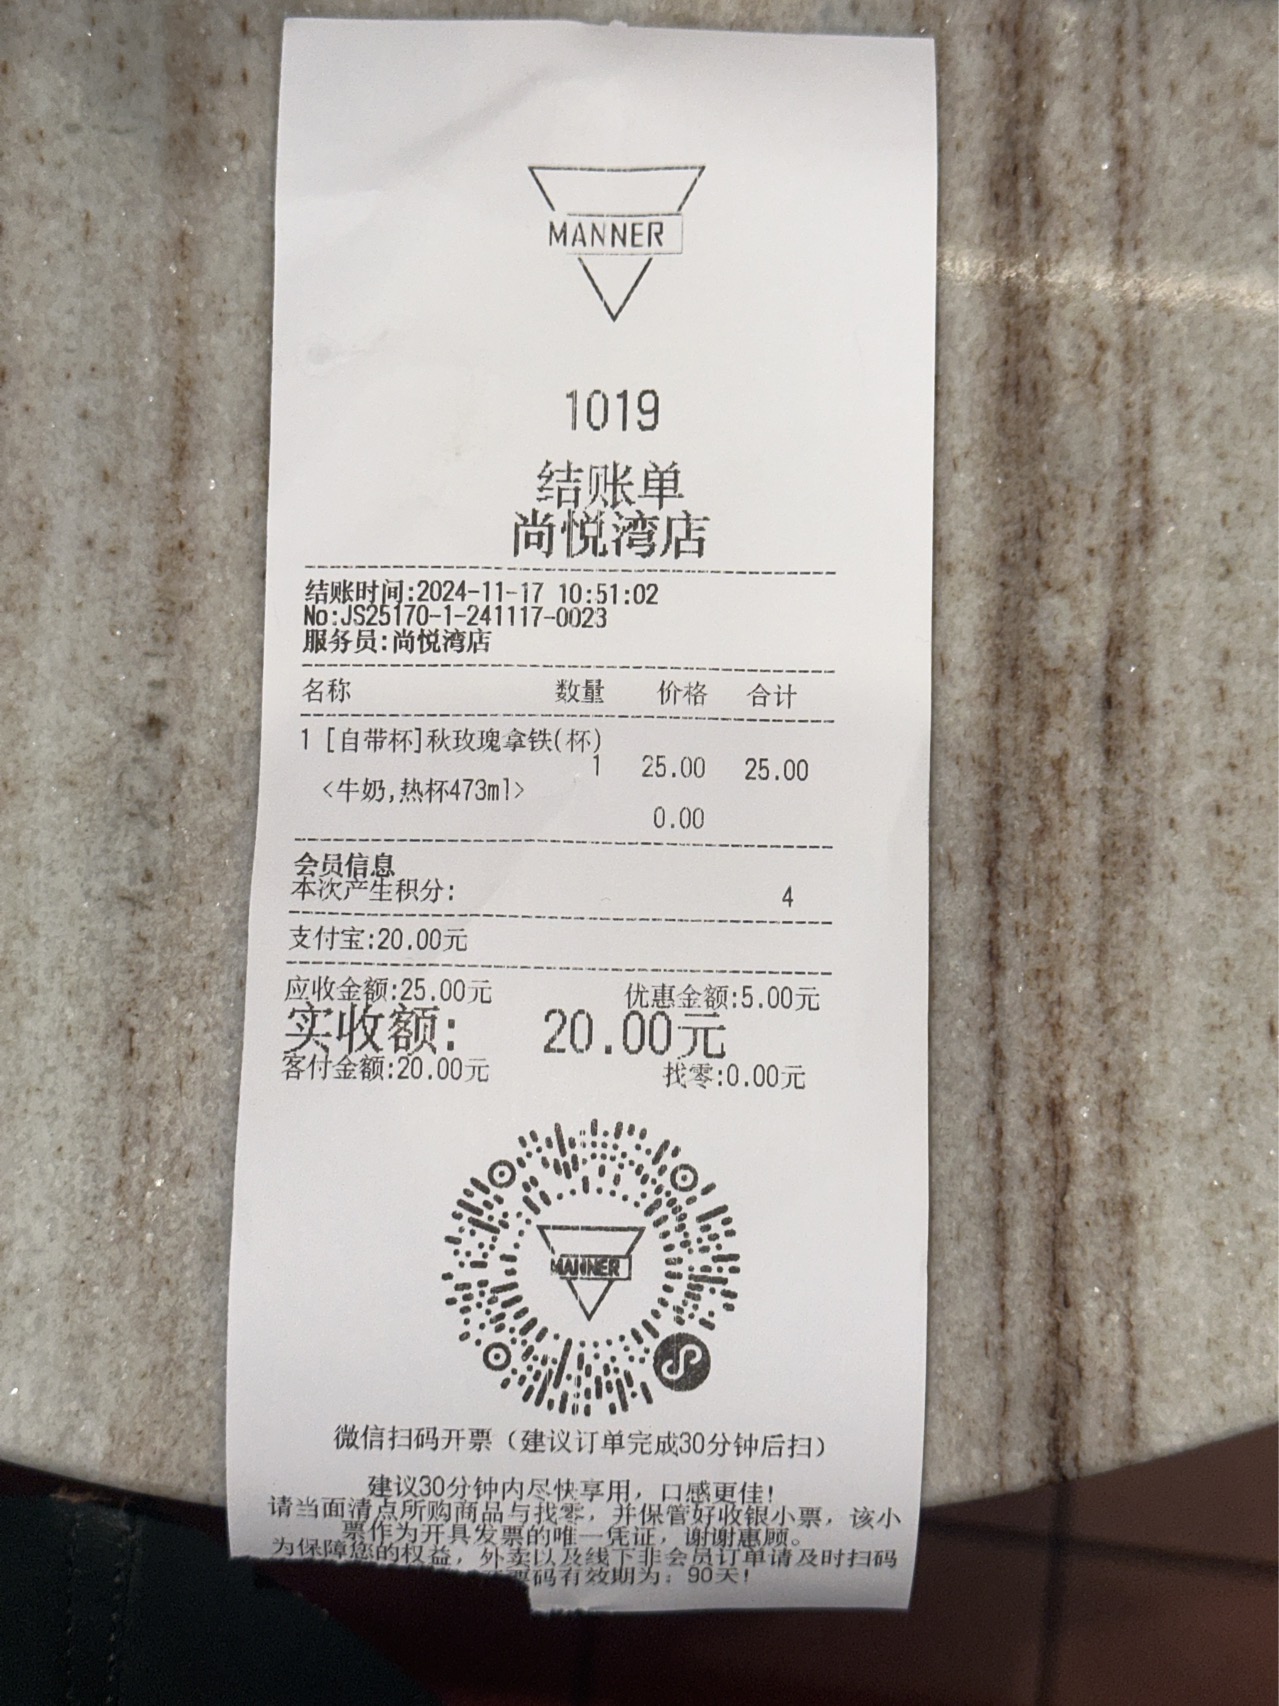 MANNER
1019
结账单
尚悦湾店
结账时间:2024-11-17 10:51:02
No:JS25170-1-241117-0023
服务员:尚悦湾店
名称 数量 价格 合计
1 [自带杯]秋玫瑰拿铁(杯)
1 25.00 25.00
<牛奶,热杯473ml>
0.00
会员信息
本次产生积分: 4
支付宝:20.00元
应收金额:25.00元 优惠金额:5.00元
实收额: 20.00元
客付金额:20.00元 找零:0.00元
MANNER
微信扫码开票（建议订单完成30分钟后扫）
建议30分钟内尽快享用，口感更佳!
请当面清点所购商品与找零，并保管好收银小票，该小
票作为开具发票的唯一凭证，谢谢惠顾。
为保障您的权益，外卖以及线下非会员订单请及时扫码
票码有效期为：90天!